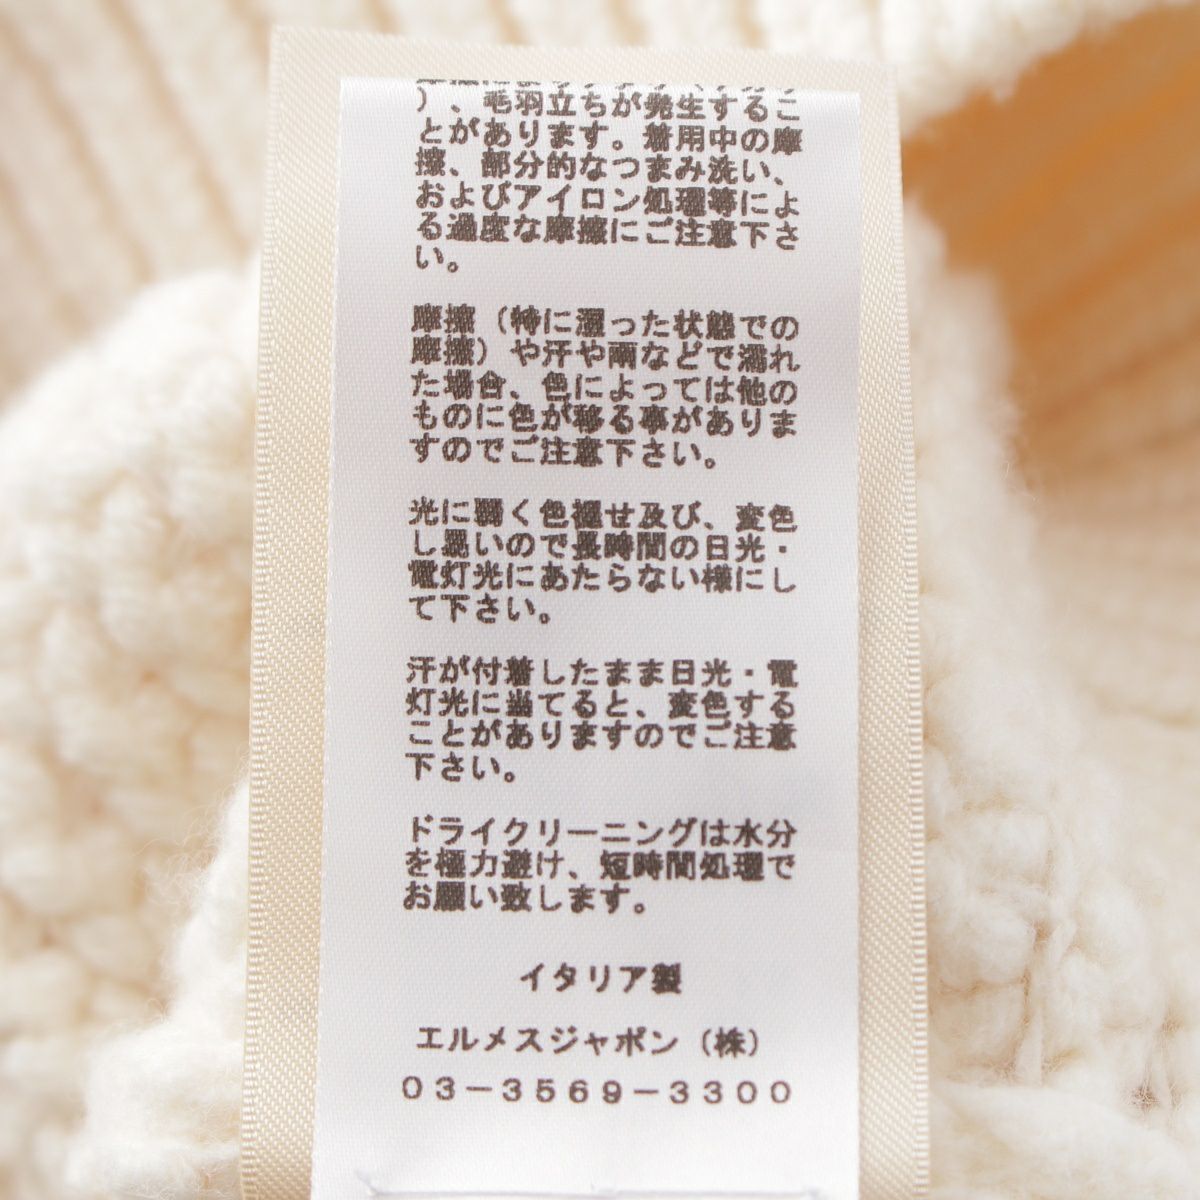 )、毛羽立ちが発生するこ
とがあります。着用中の摩
擦、部分的なつまみ洗い、
およびアイロン処理等によ
る過度な摩擦にご注意下さ
い。
摩擦(特に湿った状態での
摩擦)や汗や雨などで濡れ
た場合、色によっては他の
ものに色が移る事がありま
すのでご注意下さい。
光に弱く色褪せ及び、変色
し易いので長時間の日光・
電灯光にあたらない様にし
て下さい。
汗が付着したまま日光・電
灯光に当てると、変色する
ことがありますのでご注意
下さい。
ドライクリーニングは水分
を極力避け、短時間処理で
お願い致します。
イタリア製
エルメスジャポン(株)
03-3569-3300